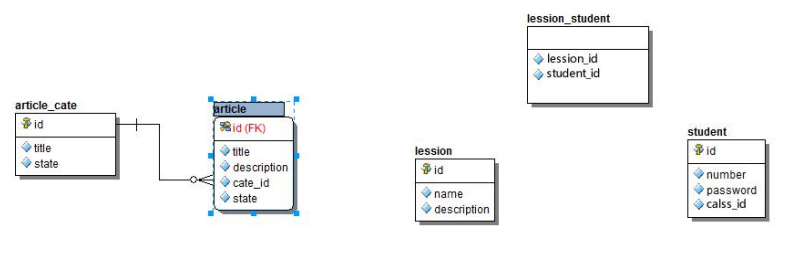 lession_student
lession_id
student_id
article_cate
id
title
state
article
id (FK)
title
description
cate_id
state
lession
id
name
description
student
id
number
password
calss_id